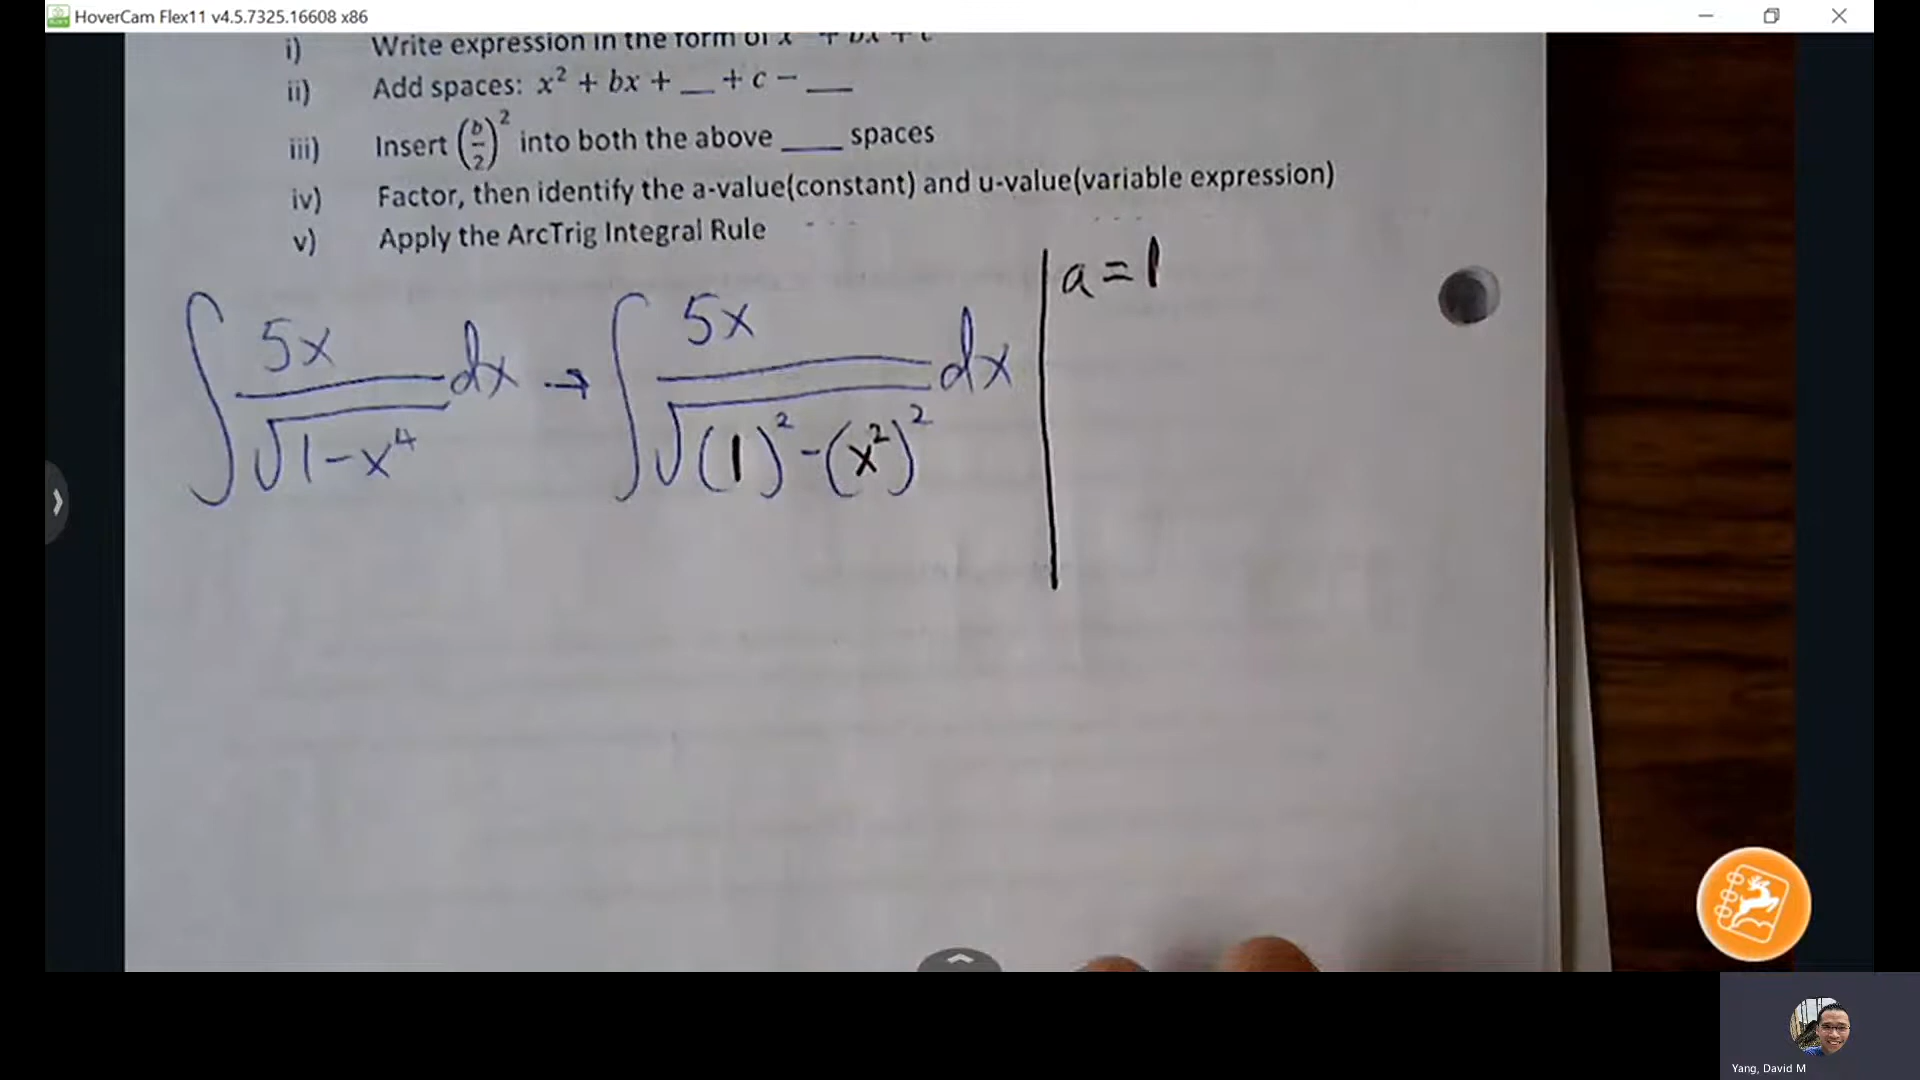 HoverCam Flex11 v4.5.7325.16608 x86
i) Write expression in the form of x + bx + c
ii) Add spaces: x² + bx + __ + c − __
iii) Insert (b/2)² into both the above ____ spaces
iv) Factor, then identify the a-value(constant) and u-value(variable expression)
v) Apply the ArcTrig Integral Rule
∫ 5x/√(1-x⁴) dx → ∫ 5x/√((1)²-(x²)²) dx | a = 1
Yang, David M